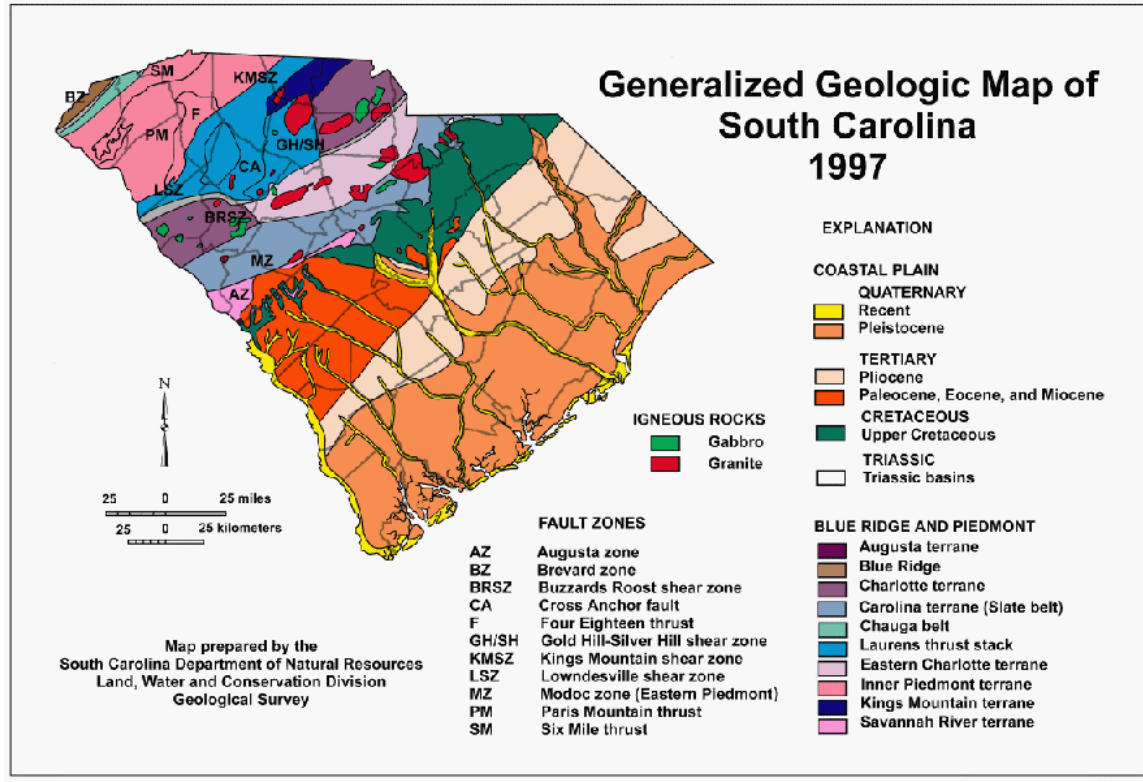 Generalized Geologic Map of
South Carolina
1997
BZ
SM
KMSZ
F
PM
GH/SH
CA
LSZ
BRSZ
MZ
AZ
N
25 0 25 miles
25 0 25 kilometers
Map prepared by the
South Carolina Department of Natural Resources
Land, Water and Conservation Division
Geological Survey
IGNEOUS ROCKS
Gabbro
Granite
FAULT ZONES
AZ Augusta zone
BZ Brevard zone
BRSZ Buzzards Roost shear zone
CA Cross Anchor fault
F Four Eighteen thrust
GH/SH Gold Hill-Silver Hill shear zone
KMSZ Kings Mountain shear zone
LSZ Lowndesville shear zone
MZ Modoc zone (Eastern Piedmont)
PM Paris Mountain thrust
SM Six Mile thrust
EXPLANATION
COASTAL PLAIN
QUATERNARY
Recent
Pleistocene
TERTIARY
Pliocene
Paleocene, Eocene, and Miocene
CRETACEOUS
Upper Cretaceous
TRIASSIC
Triassic basins
BLUE RIDGE AND PIEDMONT
Augusta terrane
Blue Ridge
Charlotte terrane
Carolina terrane (Slate belt)
Chauga belt
Laurens thrust stack
Eastern Charlotte terrane
Inner Piedmont terrane
Kings Mountain terrane
Savannah River terrane